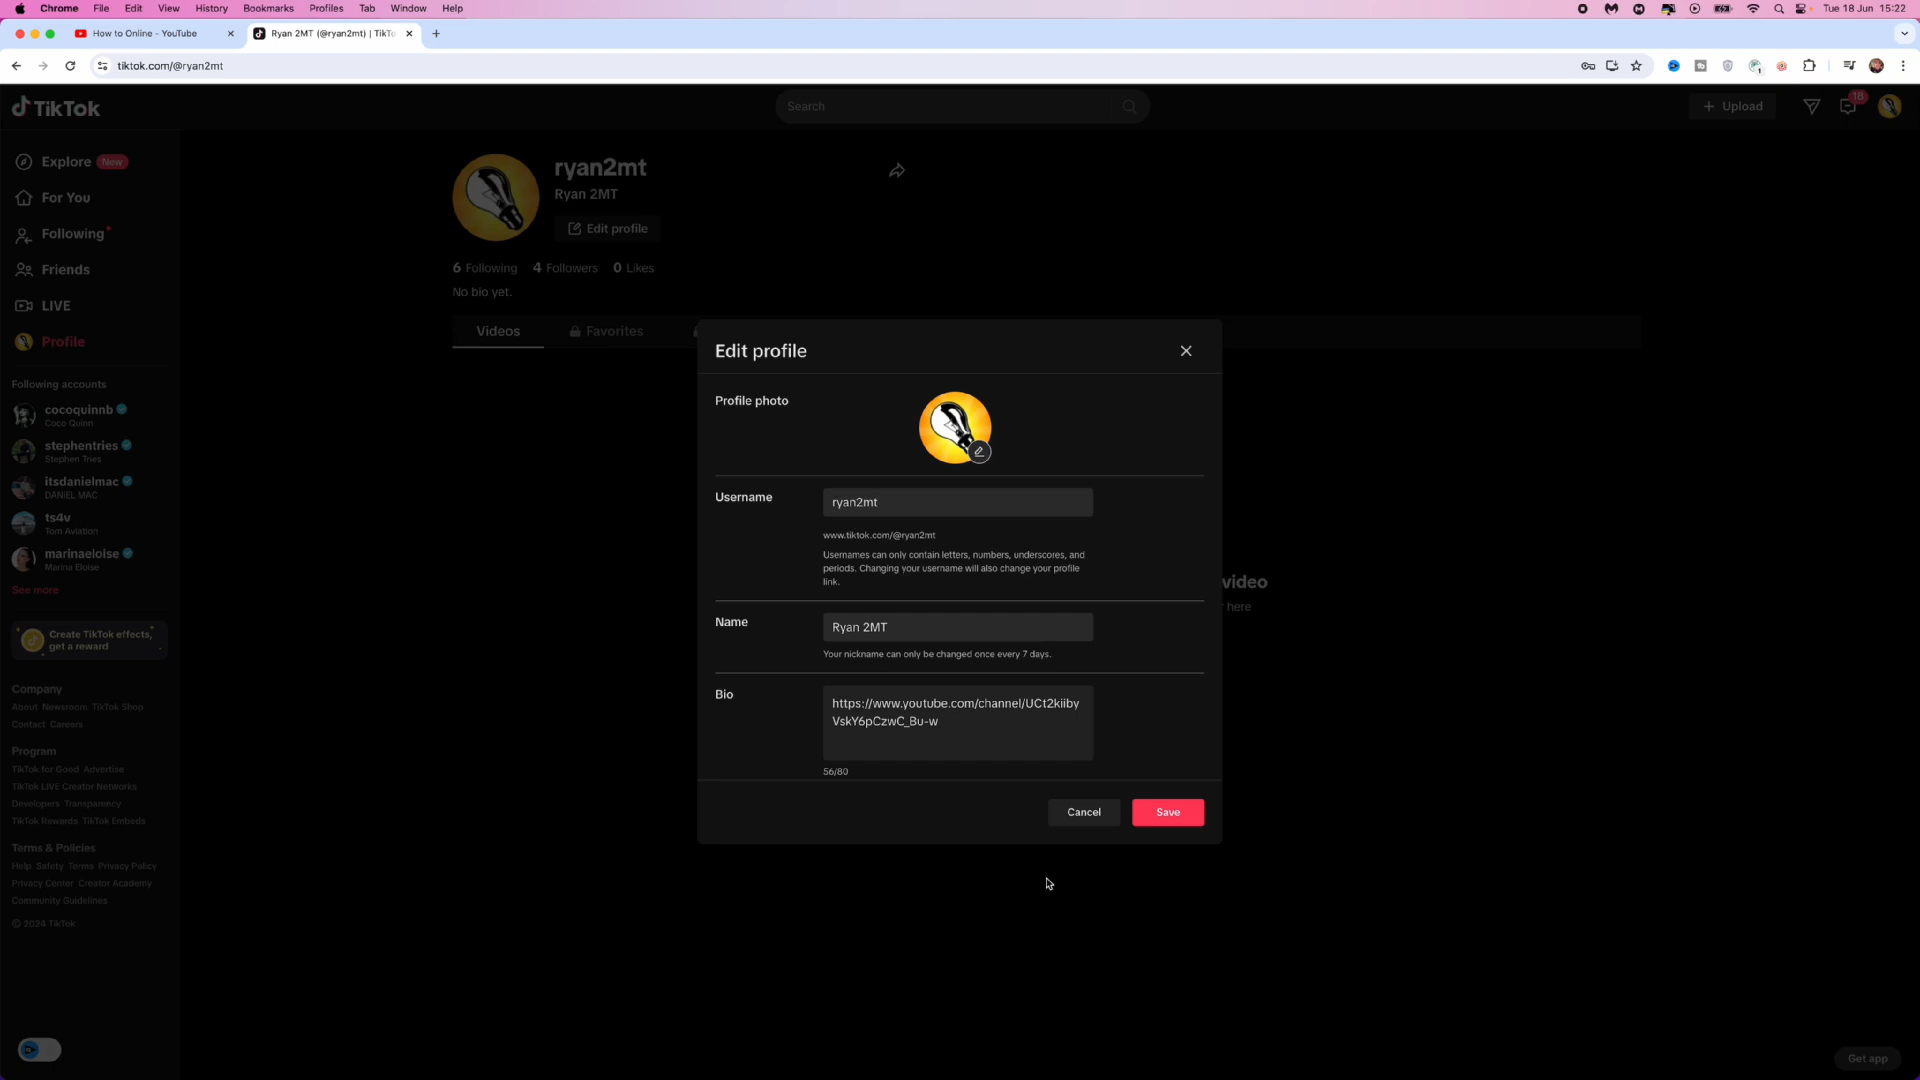 Chrome File Edit View History Bookmarks Profiles Tab Window Help
Tue 18 Jun 15:22
How to Online - YouTube
Ryan 2MT (@ryan2mt) | TikTo
tiktok.com/@ryan2mt
TikTok
Search
Upload
18
Explore New
For You
Following
Friends
LIVE
Profile
Following accounts
cocoquinnb
Coco Quinn
stephentries
Stephen Tries
itsdanielmac
DANiEL MAC
ts4v
Tom Aviation
marinaeloise
Marina Eloise
See more
Create TikTok effects,
get a reward
Company
About Newsroom TikTok Shop
Contact Careers
Program
TikTok for Good Advertise
TikTok LIVE Creator Networks
Developers Transparency
TikTok Rewards TikTok Embeds
Terms & Policies
Help Safety Terms Privacy Policy
Privacy Center Creator Academy
Community Guidelines
© 2024 TikTok
ryan2mt
Ryan 2MT
Edit profile
6 Following 4 Followers 0 Likes
No bio yet.
Videos Favorites
Edit profile
Profile photo
Username
ryan2mt
www.tiktok.com/@ryan2mt
Usernames can only contain letters, numbers, underscores, and
periods. Changing your username will also change your profile
link.
Name
Ryan 2MT
Your nickname can only be changed once every 7 days.
Bio
https://www.youtube.com/channel/UCt2kiiby
VskY6pCzwC_Bu-w
56/80
Cancel Save
video
here
Get app